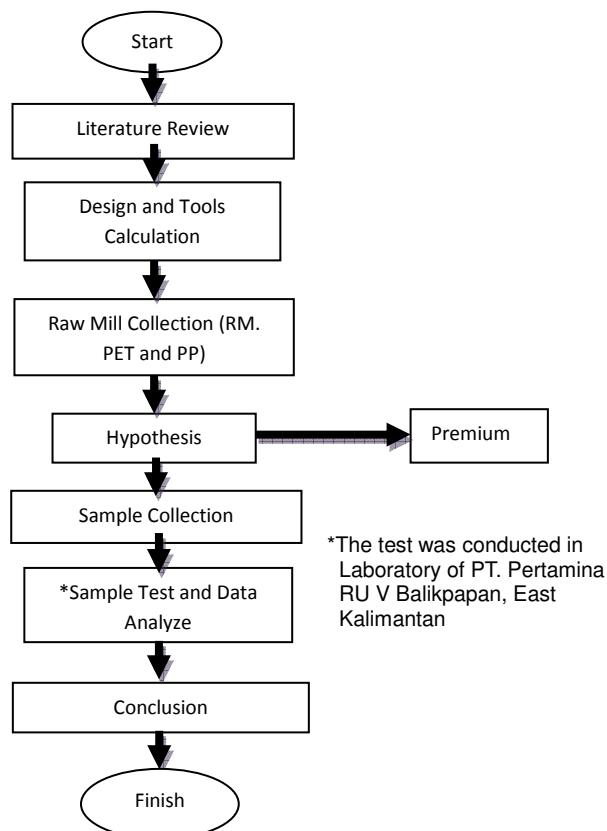 Start
Literature Review
Design and Tools
Calculation
Raw Mill Collection (RM.
PET and PP)
Hypothesis
Premium
Sample Collection
*The test was conducted in
Laboratory of PT. Pertamina
RU V Balikpapan, East
Kalimantan
*Sample Test and Data
Analyze
Conclusion
Finish